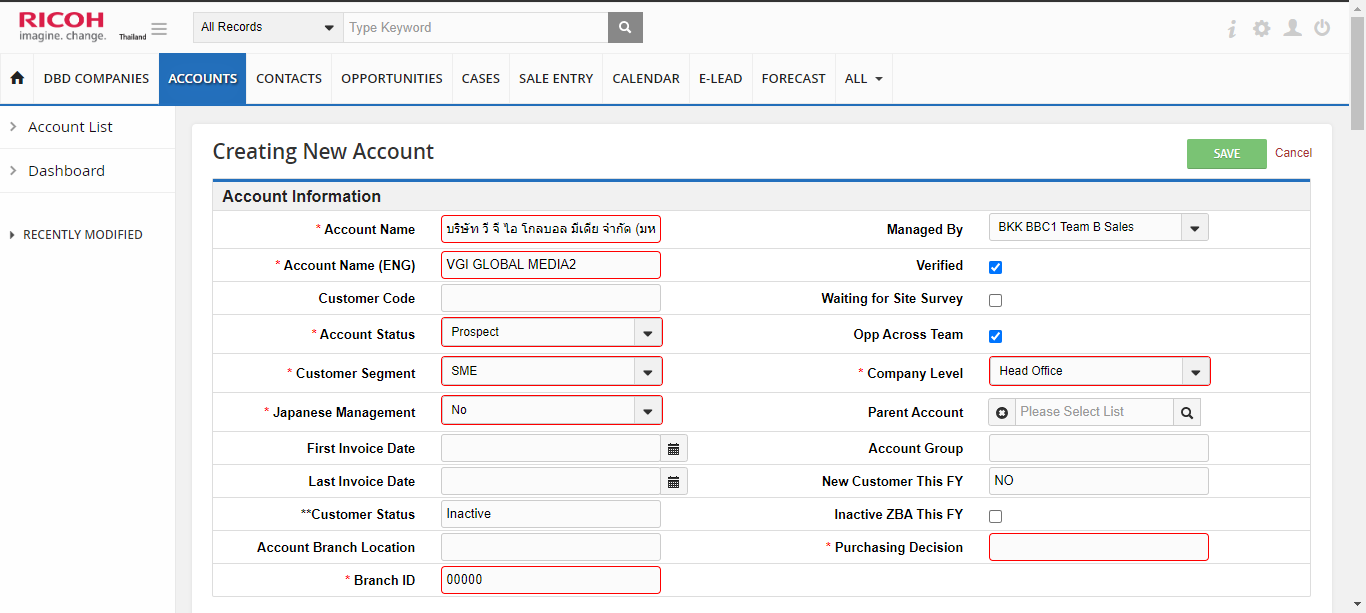 RICOH
imagine. change.
Thailand
All Records
Type Keyword
DBD COMPANIES
ACCOUNTS
CONTACTS
OPPORTUNITIES
CASES
SALE ENTRY
CALENDAR
E-LEAD
FORECAST
ALL
Account List
Dashboard
RECENTLY MODIFIED
Creating New Account
SAVE
Cancel
Account Information
* Account Name บริษัท วี จี ไอ โกลบอล มีเดีย จำกัด (มห
Managed By BKK BBC1 Team B Sales
* Account Name (ENG) VGI GLOBAL MEDIA2
Verified
Customer Code
Waiting for Site Survey
* Account Status Prospect
Opp Across Team
* Customer Segment SME
* Company Level Head Office
* Japanese Management No
Parent Account Please Select List
First Invoice Date
Account Group
Last Invoice Date
New Customer This FY NO
**Customer Status Inactive
Inactive ZBA This FY
Account Branch Location
* Purchasing Decision
* Branch ID 00000